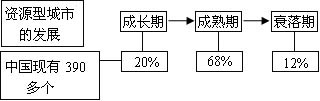 资源型城市
的发展
成长期
成熟期
衰落期
中国现有 390
多个
20%
68%
12%